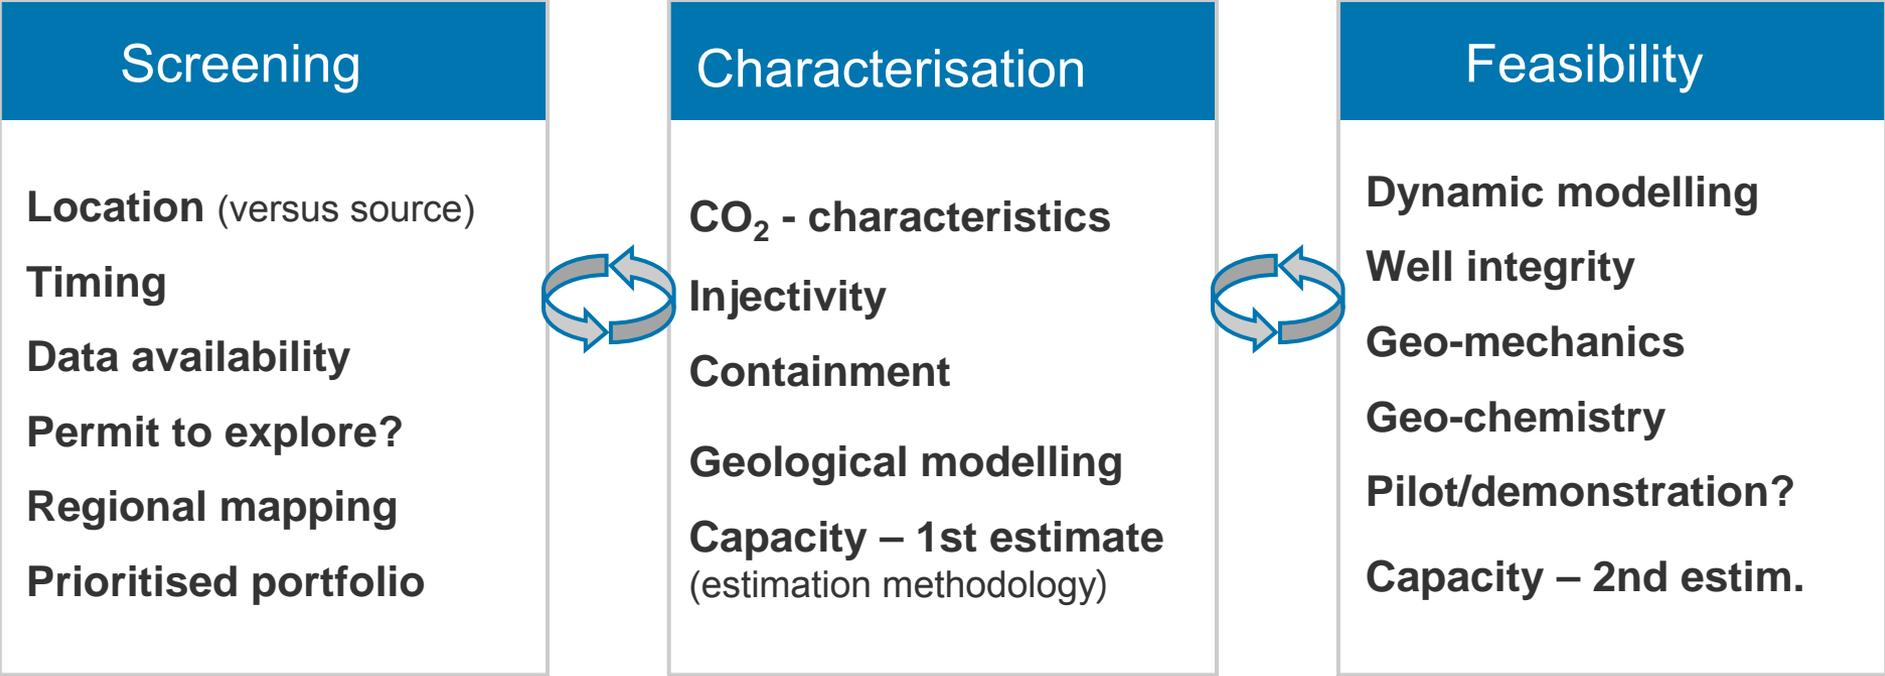 Screening
Location (versus source)
Timing
Data availability
Permit to explore?
Regional mapping
Prioritised portfolio
Characterisation
CO₂ - characteristics
Injectivity
Containment
Geological modelling
Capacity – 1st estimate
(estimation methodology)
Feasibility
Dynamic modelling
Well integrity
Geo-mechanics
Geo-chemistry
Pilot/demonstration?
Capacity – 2nd estim.